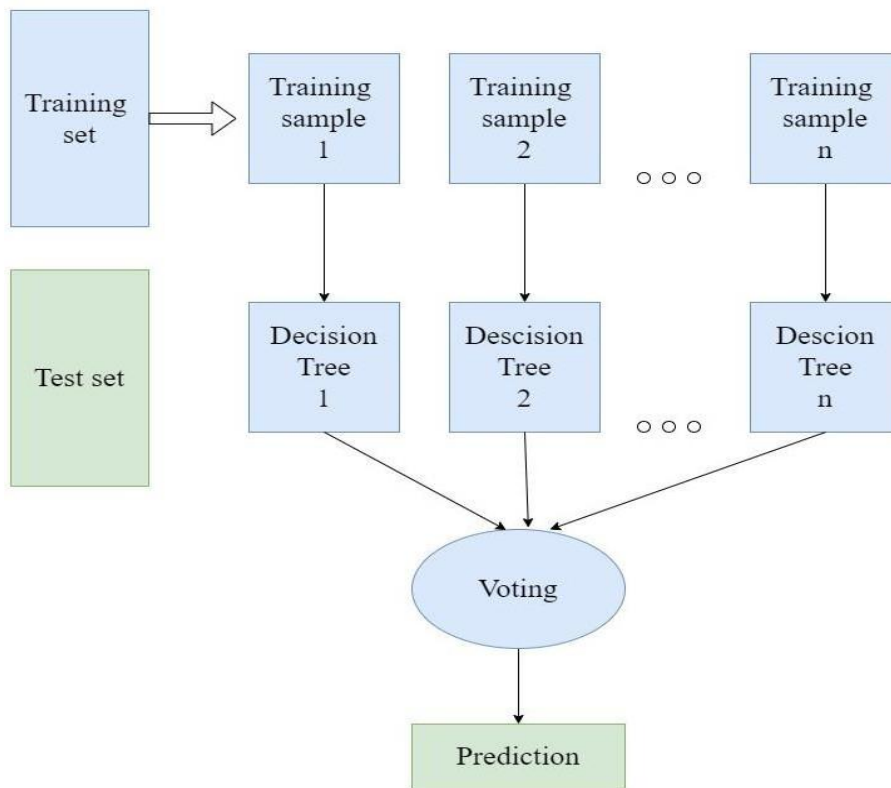 Training
set
Training
sample
1
Training
sample
2
Training
sample
n
Test set
Decision
Tree
1
Descision
Tree
2
Descion
Tree
n
Voting
Prediction